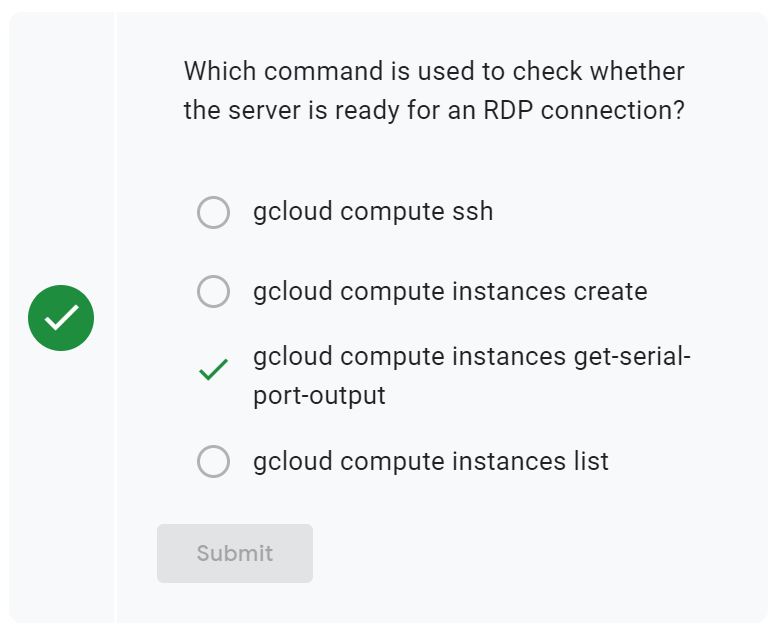 Which command is used to check whether
the server is ready for an RDP connection?
gcloud compute ssh
gcloud compute instances create
gcloud compute instances get-serial-
port-output
gcloud compute instances list
Submit